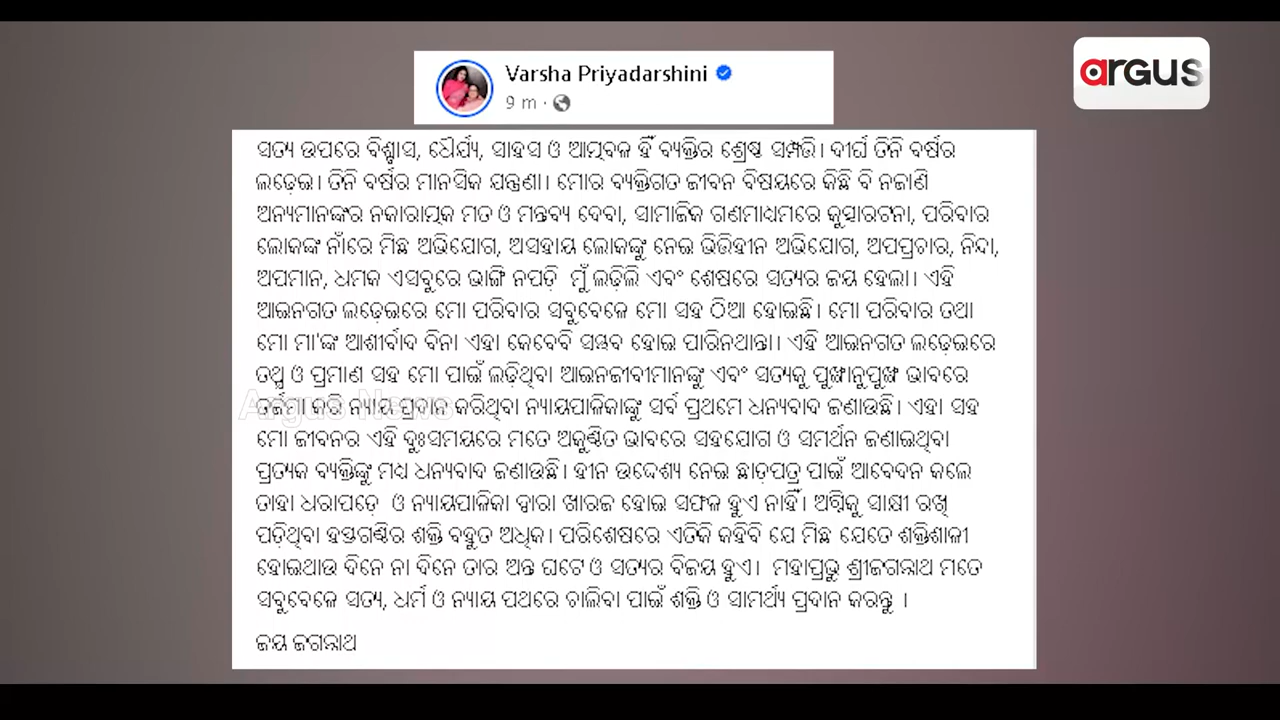 Varsha Priyadarshini
9 m ·
argus
ସତ୍ୟ ଉପରେ ବିଶ୍ବାସ, ଧୈର୍ଯ୍ୟ, ସାହସ ଓ ଆତ୍ମବଳ ହିଁ ବ୍ୟକ୍ତିର ଶ୍ରେଷ୍ଠ ସମ୍ପତ୍ତି। ଦୀର୍ଘ ତିନି ବର୍ଷର
ଲଢ଼େଇ। ତିନି ବର୍ଷର ମାନସିକ ଯନ୍ତ୍ରଣା। ମୋର ବ୍ୟକ୍ତିଗତ ଜୀବନ ବିଷୟରେ କିଛି ବି ନଜାଣି
ଅନ୍ୟମାନଙ୍କର ନକାରାତ୍ମକ ମତ ଓ ମନ୍ତବ୍ୟ ଦେବା, ସାମାଜିକ ଗଣମାଧ୍ୟମରେ କୁତ୍ସାରଟନା, ପରିବାର
ଲୋକଙ୍କ ନାଁରେ ମିଛ ଅଭିଯୋଗ, ଅସହାୟ ଲୋକଙ୍କୁ ନେଇ ଭିତ୍ତିହୀନ ଅଭିଯୋଗ, ଅପପ୍ରଚାର, ନିନ୍ଦା,
ଅପମାନ, ଧମକ ଏସବୁରେ ଭାଙ୍ଗି ନପଡ଼ି ମୁଁ ଲଢ଼ିଲି ଏବଂ ଶେଷରେ ସତ୍ୟର ଜୟ ହେଲା। ଏହି
ଆଇନଗତ ଲଢ଼େଇରେ ମୋ ପରିବାର ସବୁବେଳେ ମୋ ସହ ଠିଆ ହୋଇଛି। ମୋ ପରିବାର ତଥା
ମୋ ମା'ଙ୍କ ଆଶୀର୍ବାଦ ବିନା ଏହା କେବେବି ସମ୍ଭବ ହୋଇ ପାରିନଥାନ୍ତା। ଏହି ଆଇନଗତ ଲଢ଼େଇରେ
ତଥ୍ଯ ଓ ପ୍ରମାଣ ସହ ମୋ ପାଇଁ ଲଢ଼ିଥିବା ଆଇନଜୀବୀମାନଙ୍କୁ ଏବଂ ସତ୍ୟକୁ ପୁଙ୍ଖାନୁପୁଙ୍ଖ ଭାବରେ
ତର୍ଜମା କରି ନ୍ୟାୟ ପ୍ରଦାନ କରିଥିବା ନ୍ୟାୟପାଳିକାଙ୍କୁ ସର୍ବ ପ୍ରଥମେ ଧନ୍ୟବାଦ ଜଣାଉଛି। ଏହା ସହ
Argus News
ମୋ ଜୀବନର ଏହି ଦୁଃସମୟରେ ମତେ ଅକୁଣ୍ଠିତ ଭାବରେ ସହଯୋଗ ଓ ସମର୍ଥନ ଜଣାଇଥିବା
ପ୍ରତ୍ୟକ ବ୍ୟକ୍ତିଙ୍କୁ ମଧ୍ୟ ଧନ୍ୟବାଦ ଜଣାଉଛି। ହୀନ ଉଦ୍ଦେଶ୍ୟ ନେଇ ଛାଡ଼ପତ୍ର ପାଇଁ ଆବେଦନ କଲେ
ତାହା ଧରାପଡ଼େ ଓ ନ୍ୟାୟପାଳିକା ଦ୍ୱାରା ଖାରଜ ହୋଇ ସଫଳ ହୁଏ ନାହିଁ। ଅଗ୍ନିକୁ ସାକ୍ଷୀ ରଖି
ପଡ଼ିଥିବା ହସ୍ତଗଣ୍ଠିର ଶକ୍ତି ବହୁତ ଅଧିକ। ପରିଶେଷରେ ଏତିକି କହିବି ଯେ ମିଛ ଯେତେ ଶକ୍ତିଶାଳୀ
ହୋଇଥାଉ ଦିନେ ନା ଦିନେ ତାର ଅନ୍ତ ଘଟେ ଓ ସତ୍ୟର ବିଜୟ ହୁଏ। ମହାପ୍ରଭୁ ଶ୍ରୀଜଗନ୍ନାଥ ମତେ
ସବୁବେଳେ ସତ୍ୟ, ଧର୍ମ ଓ ନ୍ୟାୟ ପଥରେ ଚାଲିବା ପାଇଁ ଶକ୍ତି ଓ ସାମର୍ଥ୍ୟ ପ୍ରଦାନ କରନ୍ତୁ ।
ଜୟ ଜଗନ୍ନାଥ